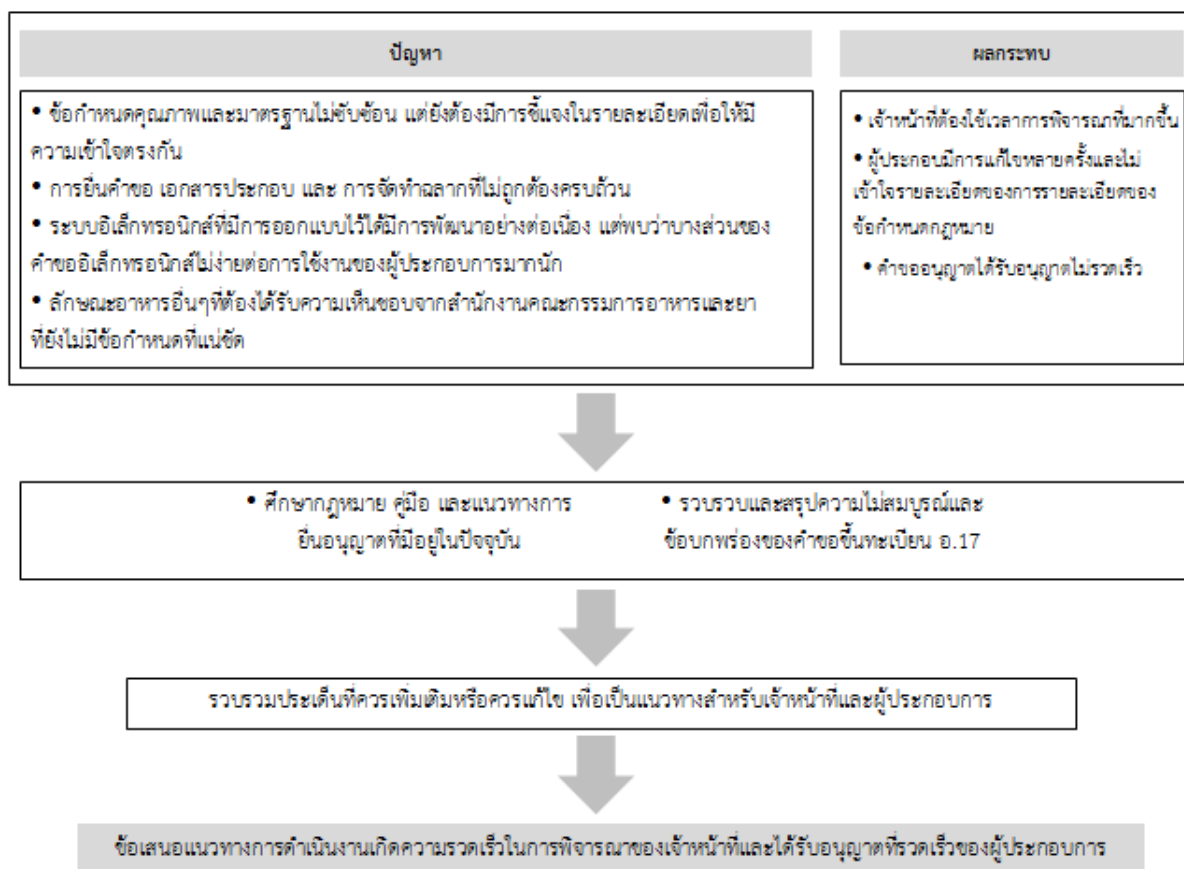 ปัญหา
• ข้อกำหนดคุณภาพและมาตรฐานไม่ซับซ้อน แต่ยังต้องมีการชี้แจงในรายละเอียดเพื่อให้มี
ความเข้าใจตรงกัน
• การยื่นคำขอ เอกสารประกอบ และ การจัดทำฉลากที่ไม่ถูกต้องครบถ้วน
• ระบบอิเล็กทรอนิกส์ที่มีการออกแบบไว้ได้มีการพัฒนาอย่างต่อเนื่อง แต่พบว่าบางส่วนของ
คำขออิเล็กทรอนิกส์ไม่ง่ายต่อการใช้งานของผู้ประกอบการมากนัก
• ลักษณะอาหารอื่นๆที่ต้องได้รับความเห็นชอบจากสำนักงานคณะกรรมการอาหารและยา
ที่ยังไม่มีข้อกำหนดที่แน่ชัด
ผลกระทบ
• เจ้าหน้าที่ต้องใช้เวลาการพิจารณที่มากขึ้น
• ผู้ประกอบมีการแก้ไขหลายครั้งและไม่
เข้าใจรายละเอียดของการรายละเอียดของ
ข้อกำหนดกฎหมาย
• คำขออนุญาตได้รับอนุญาตไม่รวดเร็ว
• ศึกษากฎหมาย คู่มือ และแนวทางการ
ยื่นอนุญาตที่มีอยู่ในปัจจุบัน
• รวบรวบและสรุปความไม่สมบูรณ์และ
ข้อบกพร่องของคำขอขึ้นทะเบียน อ.17
รวบรวมประเด็นที่ควรเพิ่มเติมหรือควรแก้ไข เพื่อเป็นแนวทางสำหรับเจ้าหน้าที่และผู้ประกอบการ
ข้อเสนอแนวทางการดำเนินงานเกิดความรวดเร็วในการพิจารณาของเจ้าหน้าที่และได้รับอนุญาตที่รวดเร็วของผู้ประกอบการ